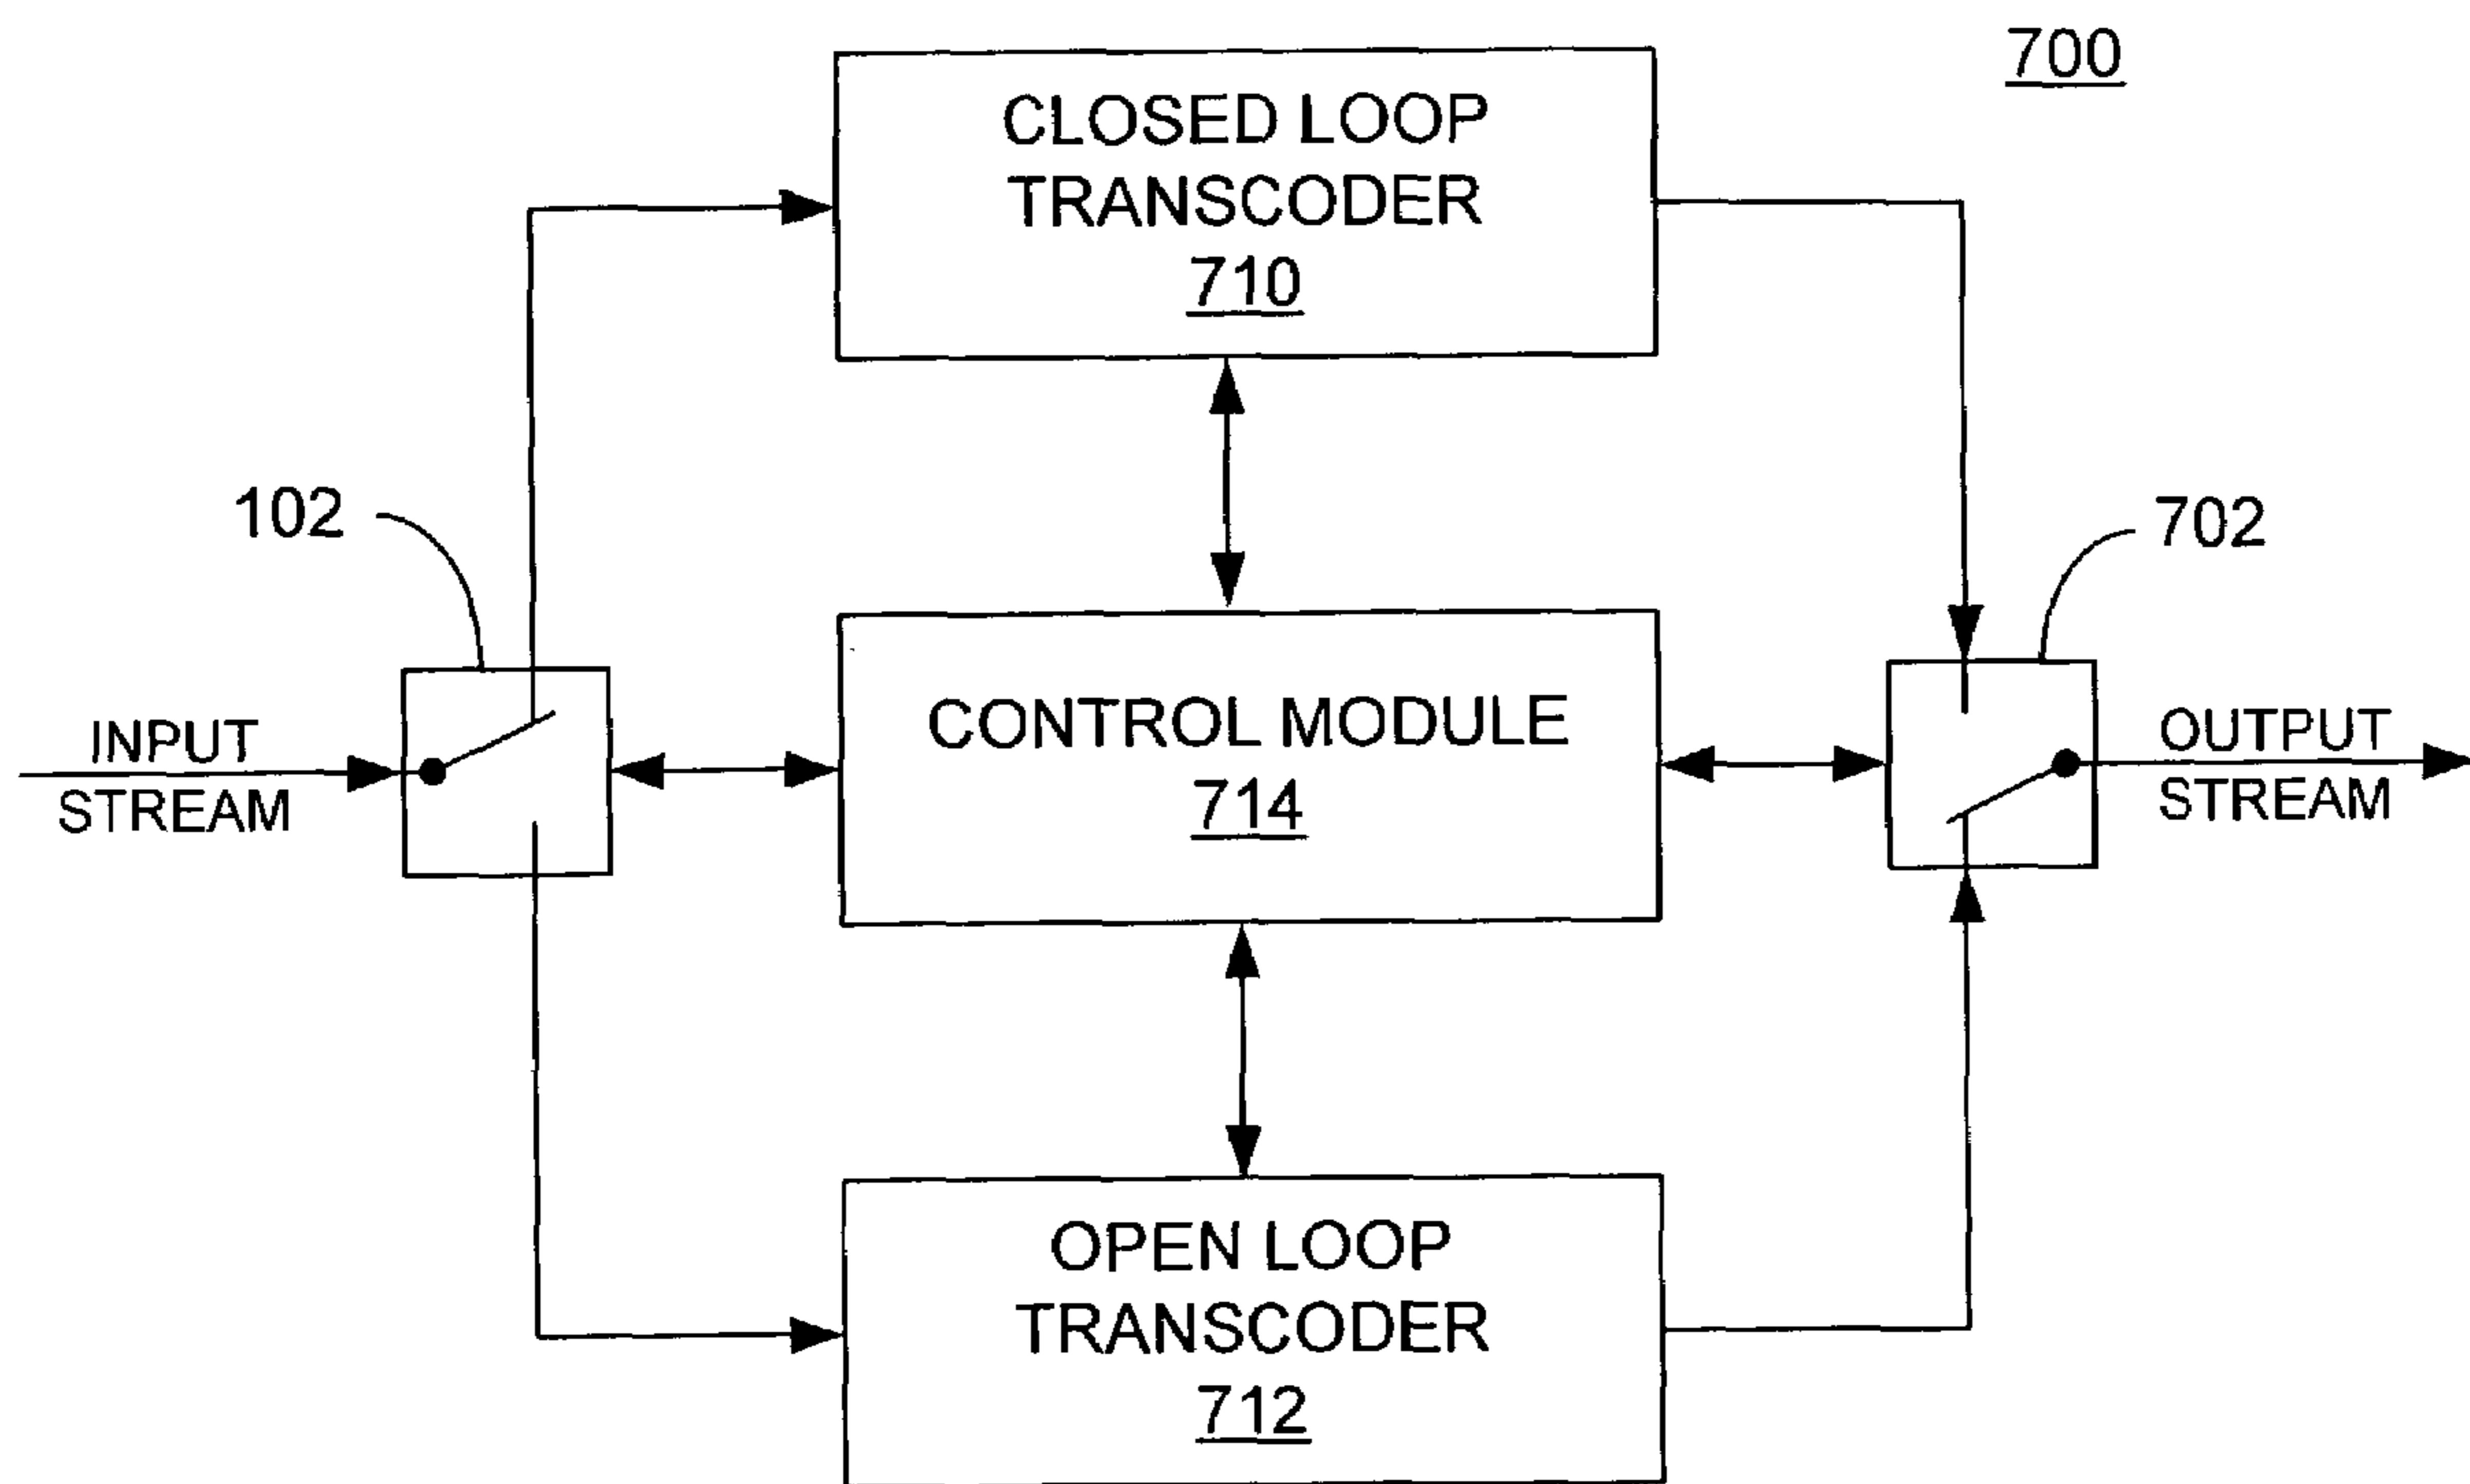 700
CLOSED LOOP
TRANSCODER
710
102
702
INPUT
STREAM
CONTROL MODULE
714
OUTPUT
STREAM
OPEN LOOP
TRANSCODER
712